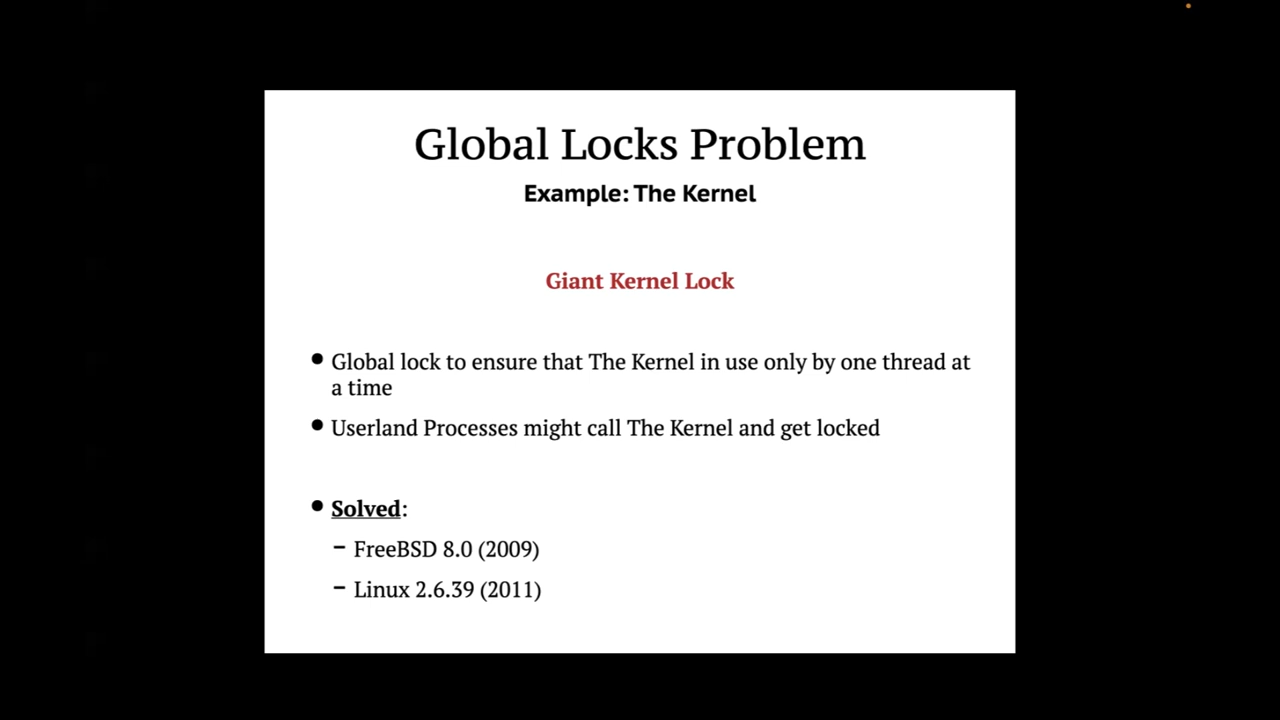 Global Locks Problem
Example: The Kernel
Giant Kernel Lock
● Global lock to ensure that The Kernel in use only by one thread at
a time
● Userland Processes might call The Kernel and get locked
● Solved:
– FreeBSD 8.0 (2009)
– Linux 2.6.39 (2011)